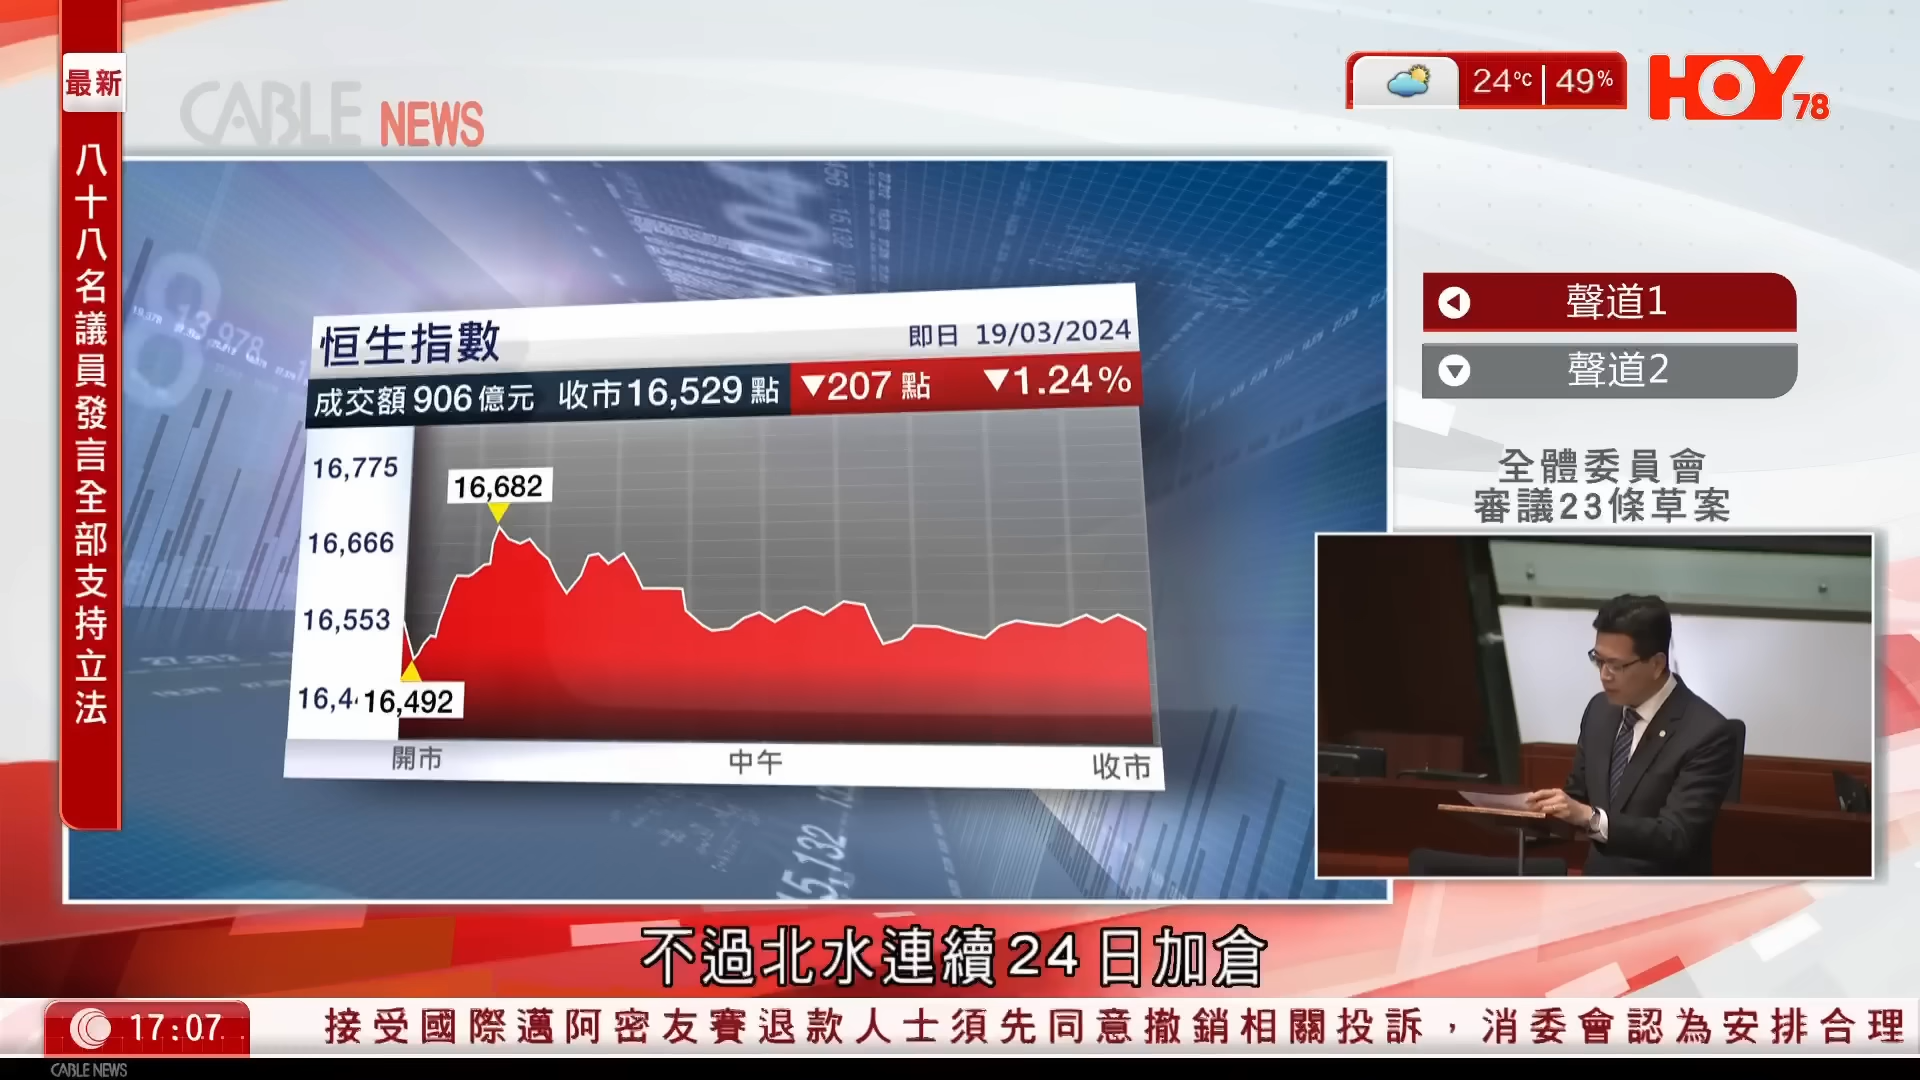 最新
八十八名議員發言全部支持立法
CABLE NEWS
24°C 49%
HOY 78
恒生指數
即日 19/03/2024
成交額 906 億元 收市 16,529 點 ▼207 點 ▼1.24%
16,775
16,682
16,666
16,553
16,4
16,492
開市 中午 收市
聲道1
聲道2
全體委員會
審議23條草案
不過北水連續24日加倉
17:07
接受國際邁阿密友賽退款人士須先同意撤銷相關投訴，消委會認為安排合理
CABLE NEWS